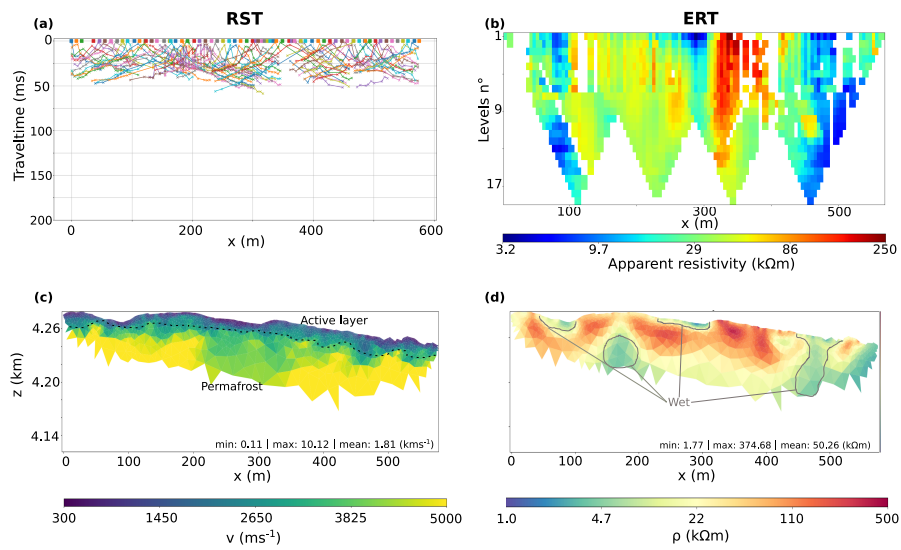 RST
ERT
(a)
(b)
0
50
100
150
200
Traveltime (ms)
0
200
400
600
x (m)
1
9
17
Levels n°
100
300
500
x (m)
3.2
9.7
29
86
250
Apparent resistivity (kΩm)
(c)
(d)
Active layer
4.26
4.20
4.14
z (km)
Permafrost
Wet
min: 0.11 | max: 10.12 | mean: 1.81 (kms⁻¹)
min: 1.77 | max: 374.68 | mean: 50.26 (kΩm)
0 100 200 300 400 500
x (m)
0 100 200 300 400 500
x (m)
300 1450 2650 3825 5000
v (ms⁻¹)
1.0 4.7 22 110 500
ρ (kΩm)